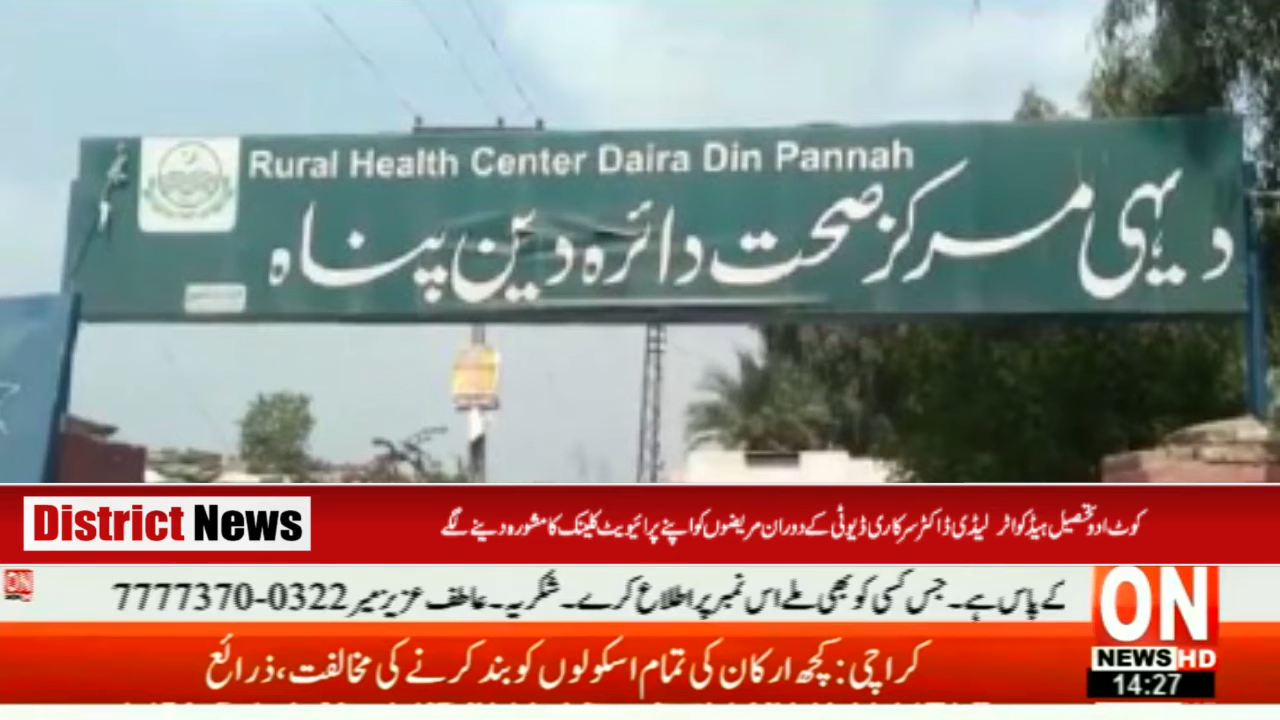 Rural Health Center Daira Din Pannah
دیہی مرکز صحت دائرہ دین پناہ
District News
کوٹ ادو تحصیل ہیڈ کواٹر لیڈی ڈاکٹر سرکاری ڈیوٹی کے دوران مریضوں کو اپنے پرائیویٹ کلینک کا مشورہ دینے لگے
ON
کے پاس ہے۔ جس کسی کو بھی ملے اس نمبر پر اطلاع کرے۔ شکریہ۔ عاطف عزیز میر 0322-7777370
ON
NEWS HD
14:27
کراچی: کچھ ارکان کی تمام اسکولوں کو بند کرنے کی مخالفت، ذرائع